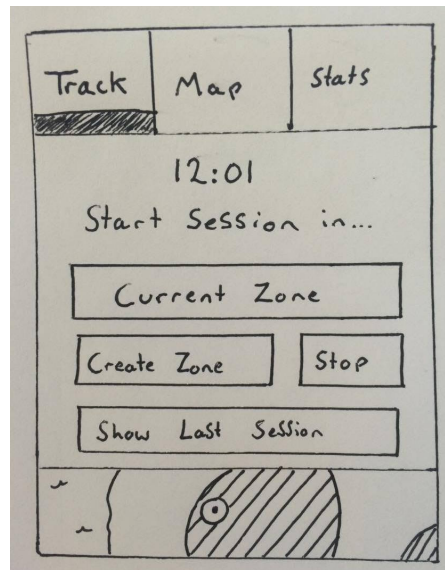 Track Map Stats
12:01
Start Session in...
Current Zone
Create Zone Stop
Show Last Session